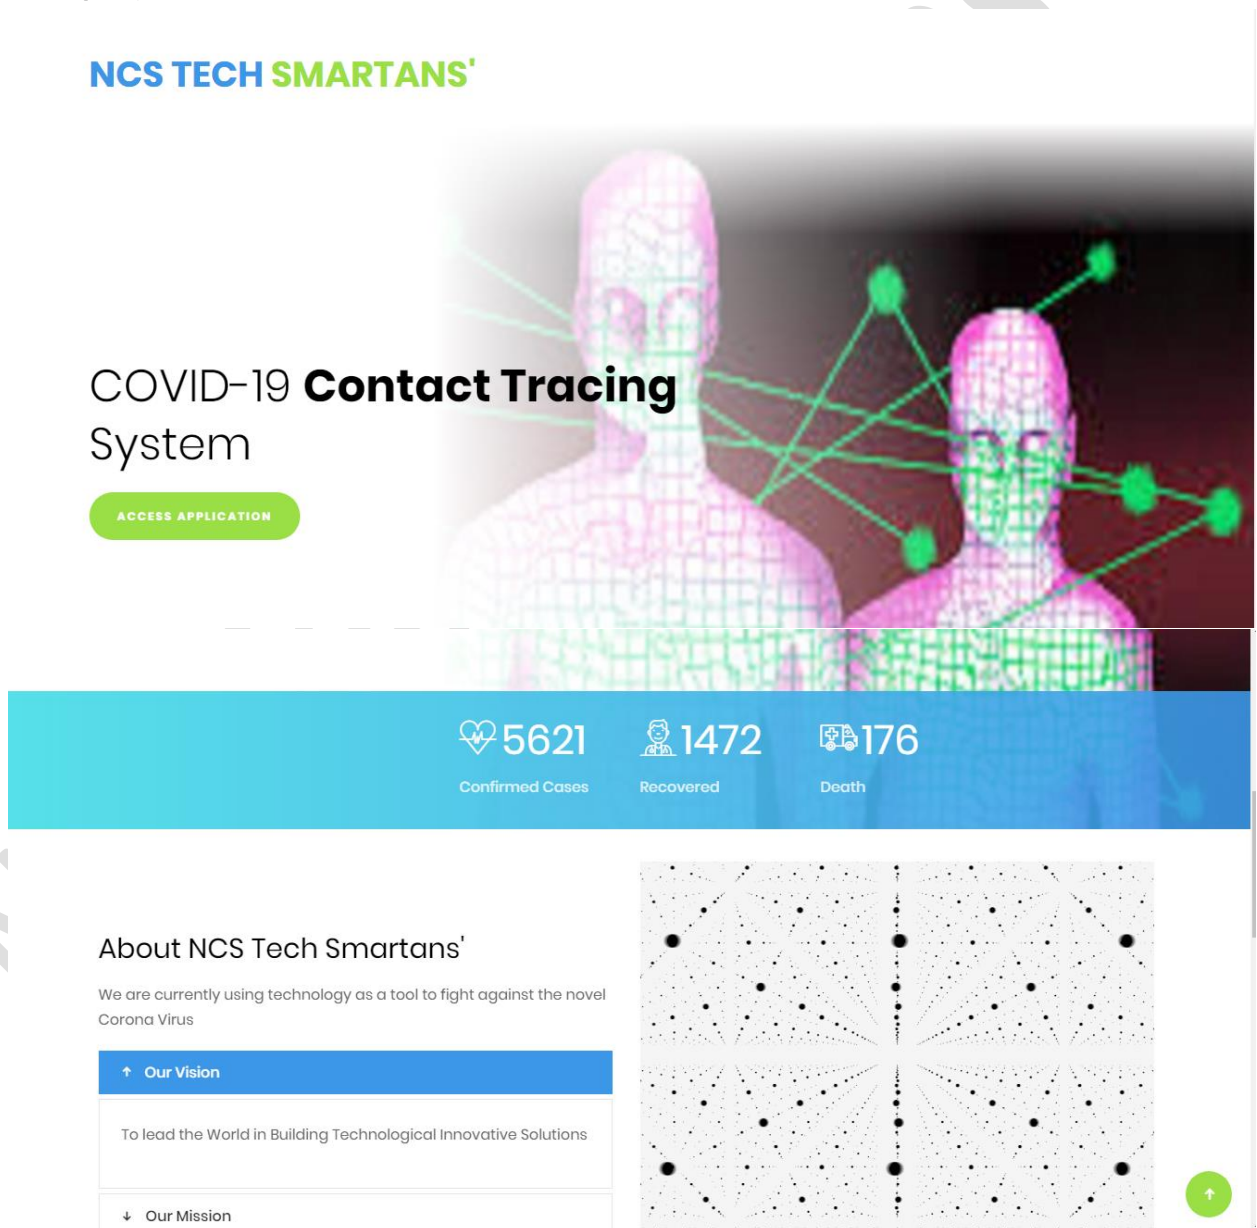 NCS TECH SMARTANS'
COVID-19 Contact Tracing
System
ACCESS APPLICATION
5621 1472 176
Confirmed Cases Recovered Death
About NCS Tech Smartans'
We are currently using technology as a tool to fight against the novel
Corona Virus
Our Vision
To lead the World in Building Technological Innovative Solutions
Our Mission